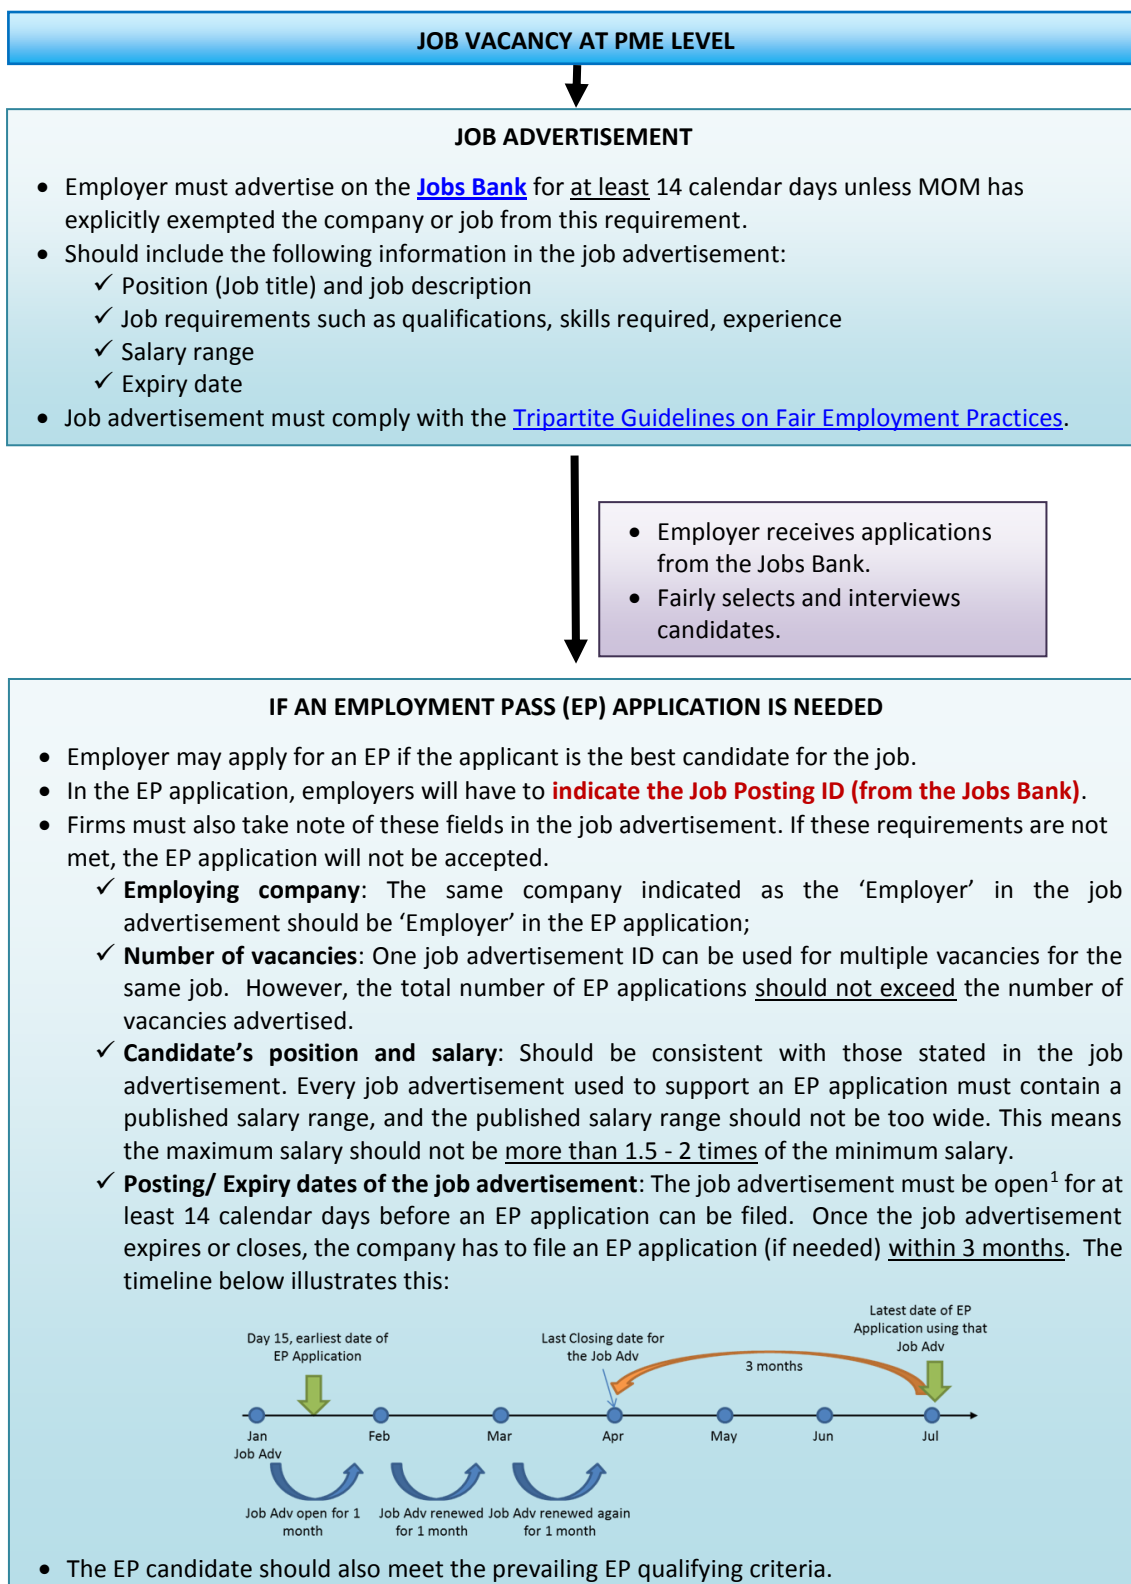 JOB VACANCY AT PME LEVEL
JOB ADVERTISEMENT
• Employer must advertise on the Jobs Bank for at least 14 calendar days unless MOM has
explicitly exempted the company or job from this requirement.
• Should include the following information in the job advertisement:
✓ Position (Job title) and job description
✓ Job requirements such as qualifications, skills required, experience
✓ Salary range
✓ Expiry date
• Job advertisement must comply with the Tripartite Guidelines on Fair Employment Practices.
• Employer receives applications
from the Jobs Bank.
• Fairly selects and interviews
candidates.
IF AN EMPLOYMENT PASS (EP) APPLICATION IS NEEDED
• Employer may apply for an EP if the applicant is the best candidate for the job.
• In the EP application, employers will have to indicate the Job Posting ID (from the Jobs Bank).
• Firms must also take note of these fields in the job advertisement. If these requirements are not
met, the EP application will not be accepted.
✓ Employing company: The same company indicated as the ‘Employer’ in the job
advertisement should be ‘Employer’ in the EP application;
✓ Number of vacancies: One job advertisement ID can be used for multiple vacancies for the
same job. However, the total number of EP applications should not exceed the number of
vacancies advertised.
✓ Candidate’s position and salary: Should be consistent with those stated in the job
advertisement. Every job advertisement used to support an EP application must contain a
published salary range, and the published salary range should not be too wide. This means
the maximum salary should not be more than 1.5 - 2 times of the minimum salary.
✓ Posting/ Expiry dates of the job advertisement: The job advertisement must be open¹ for at
least 14 calendar days before an EP application can be filed. Once the job advertisement
expires or closes, the company has to file an EP application (if needed) within 3 months. The
timeline below illustrates this:
Day 15, earliest date of
EP Application
Last Closing date for
the Job Adv
3 months
Latest date of EP
Application using that
Job Adv
Jan
Job Adv
Feb
Mar
Apr
May
Jun
Jul
Job Adv open for 1
month
Job Adv renewed
for 1 month
Job Adv renewed again
for 1 month
• The EP candidate should also meet the prevailing EP qualifying criteria.